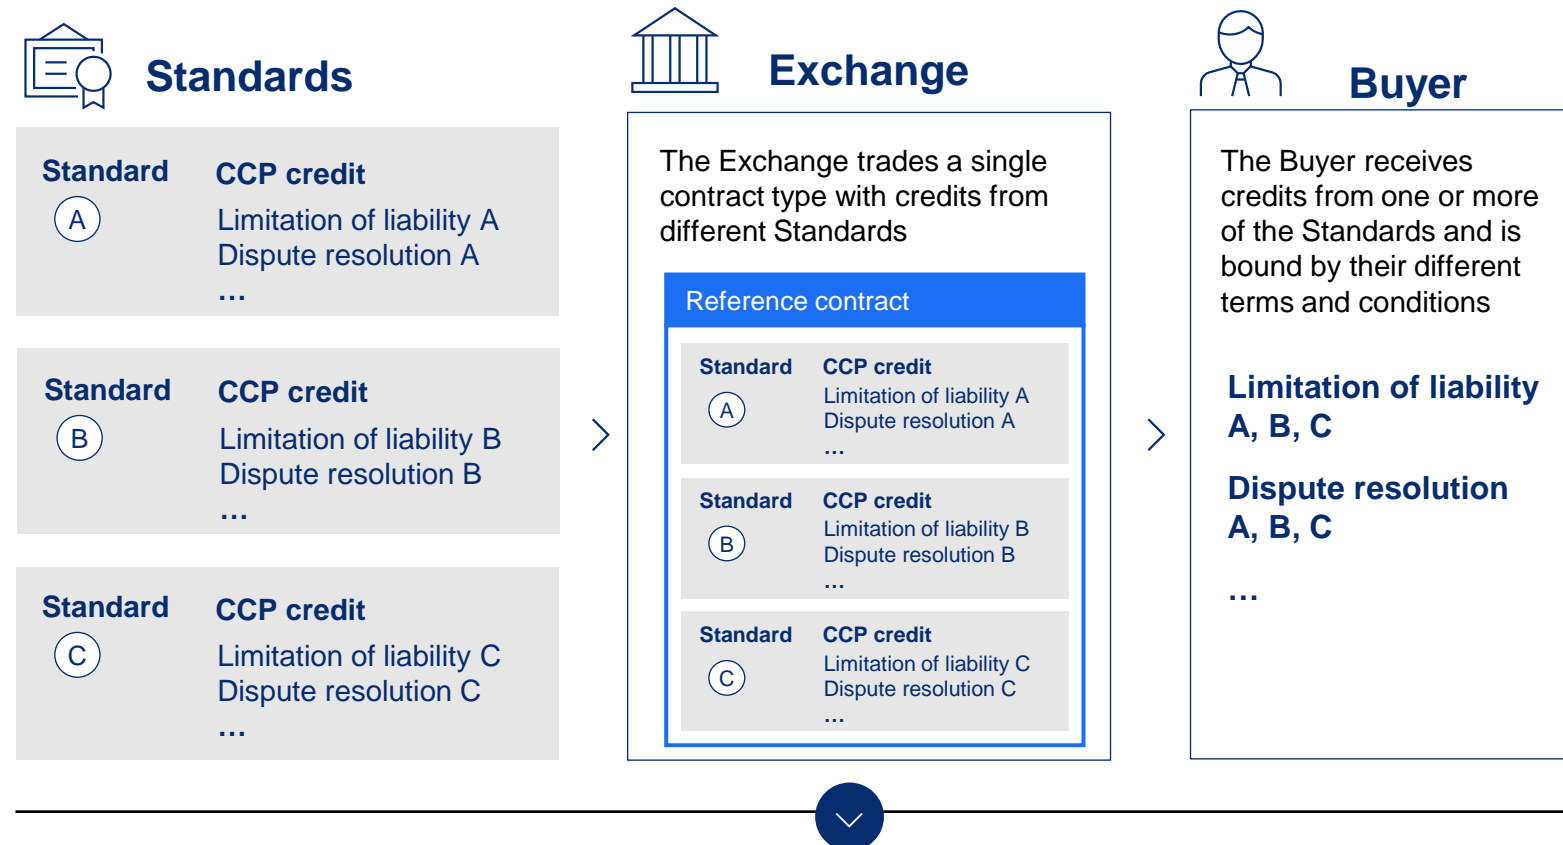 Standards
Standard
A
CCP credit
Limitation of liability A
Dispute resolution A
…
Standard
B
CCP credit
Limitation of liability B
Dispute resolution B
…
Standard
C
CCP credit
Limitation of liability C
Dispute resolution C
…
Exchange
The Exchange trades a single
contract type with credits from
different Standards
Reference contract
Standard
A
CCP credit
Limitation of liability A
Dispute resolution A
…
Standard
B
CCP credit
Limitation of liability B
Dispute resolution B
…
Standard
C
CCP credit
Limitation of liability C
Dispute resolution C
…
Buyer
The Buyer receives
credits from one or more
of the Standards and is
bound by their different
terms and conditions
Limitation of liability
A, B, C
Dispute resolution
A, B, C
…